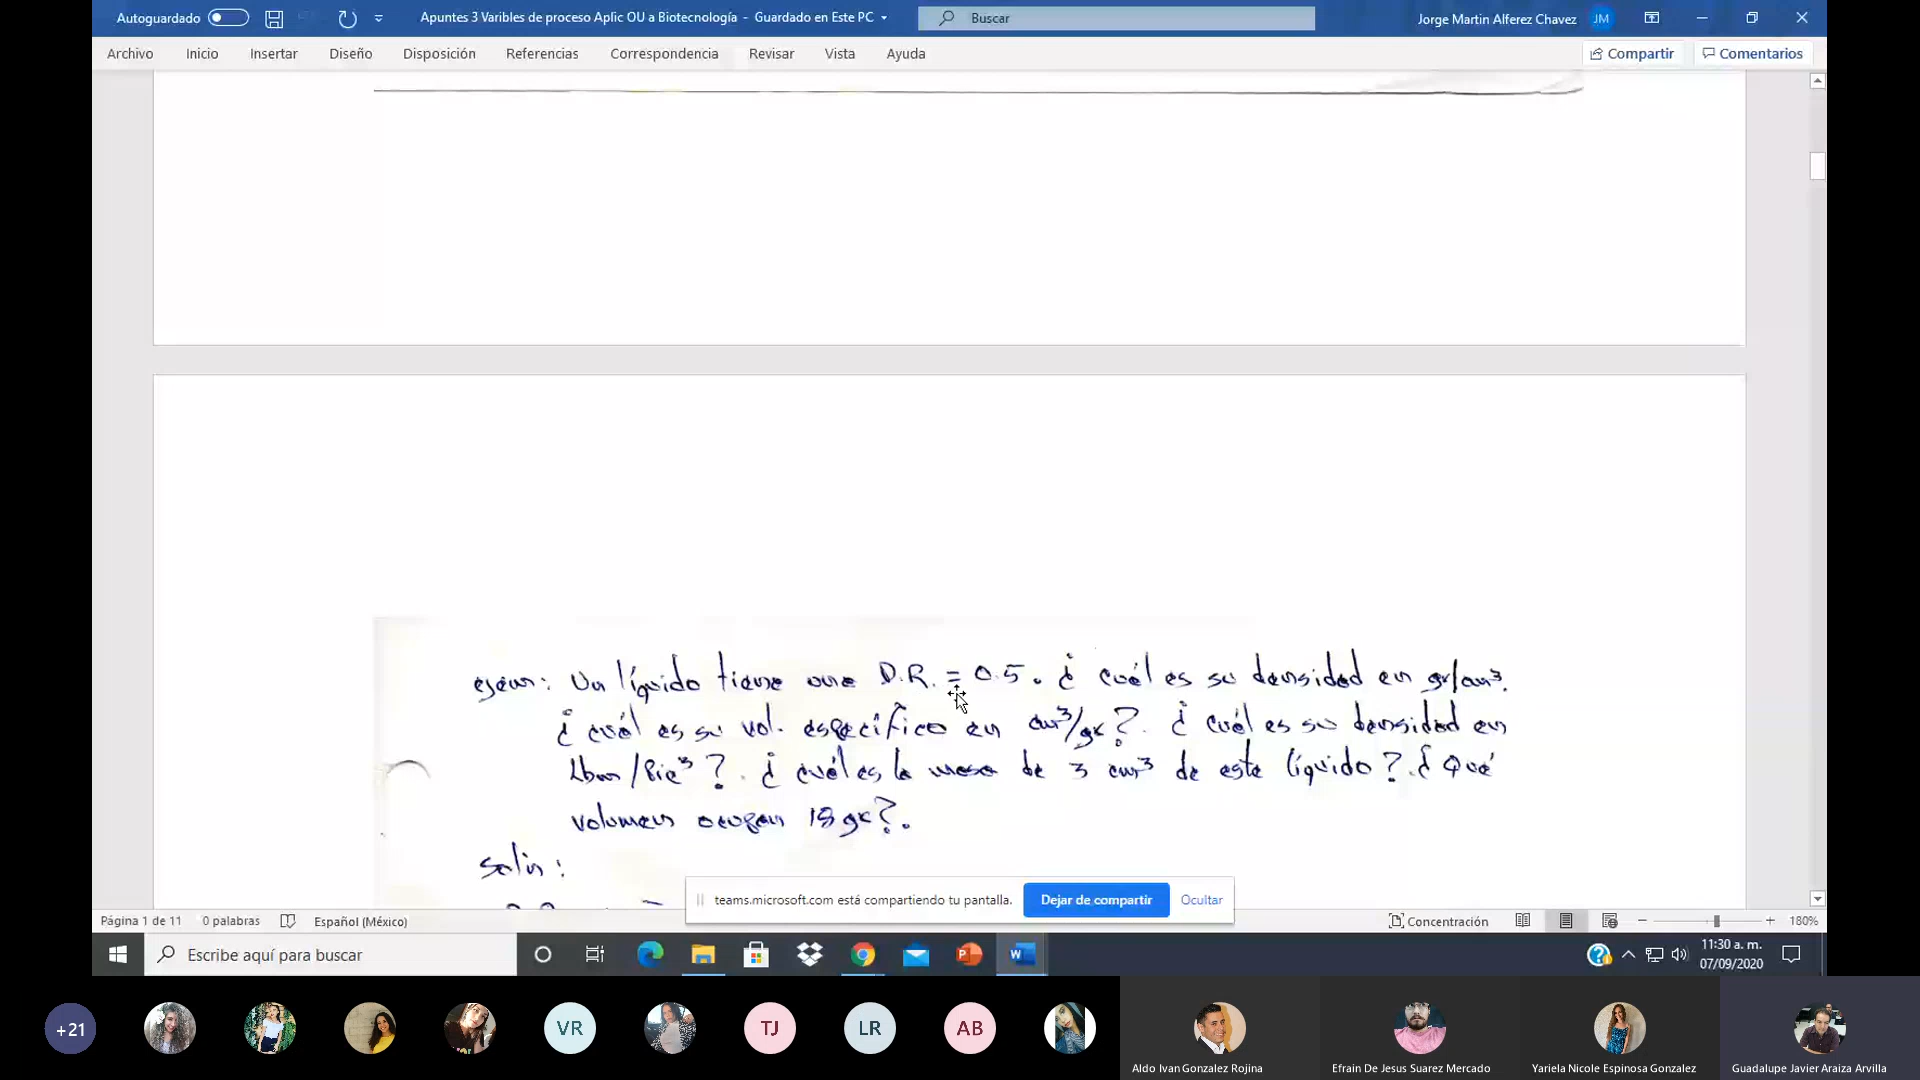 Autoguardado
Apuntes 3 Varibles de proceso Aplic OU a Biotecnología - Guardado en Este PC
Buscar
Jorge Martin Alferez Chavez
JM
Archivo Inicio Insertar Diseño Disposición Referencias Correspondencia Revisar Vista Ayuda
Compartir
Comentarios
Un líquido tiene una D.R. = 0.5. ¿ cuál es su densidad en gr/cm³.
¿ cuál es su vol. específico en cm³/gr?. ¿ cuál es su densidad en
Lbm/Pie³?. ¿ cuál es la masa de 3 cm³ de este líquido?. ¿ Qué
volumen ocupan 18 gr?.
teams.microsoft.com está compartiendo tu pantalla.
Dejar de compartir
Ocultar
Página 1 de 11
0 palabras
Español (México)
Concentración
180%
Escribe aquí para buscar
11:30 a. m.
07/09/2020
+21
VR
TJ
LR
AB
Aldo Ivan Gonzalez Rojina
Efrain De Jesus Suarez Mercado
Yariela Nicole Espinosa Gonzalez
Guadalupe Javier Araiza Arvilla